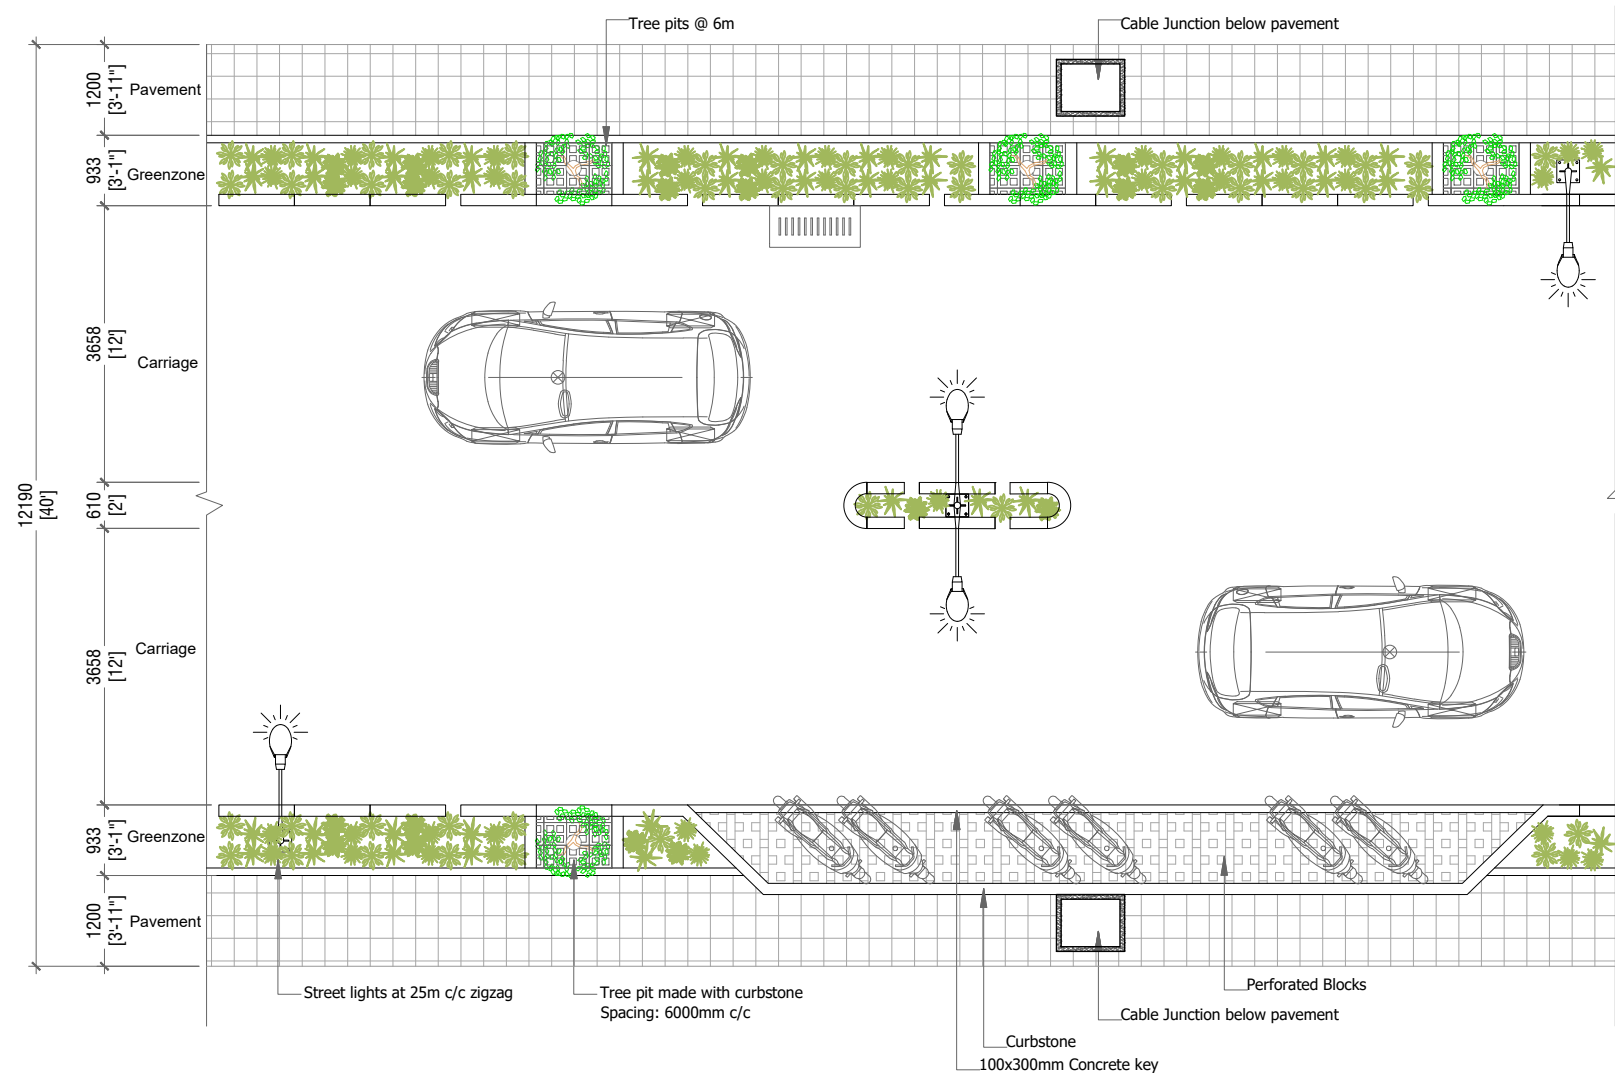 Tree pits @ 6m
Cable Junction below pavement
1200
[3'-11"]
Pavement
933
[3'-1"]
Greenzone
3658
[12']
Carriage
12190
[40']
610
[2']
3658
[12']
Carriage
933
[3'-1"]
Greenzone
1200
[3'-11"]
Pavement
Street lights at 25m c/c zigzag
Tree pit made with curbstone
Spacing: 6000mm c/c
Perforated Blocks
Cable Junction below pavement
Curbstone
100x300mm Concrete key